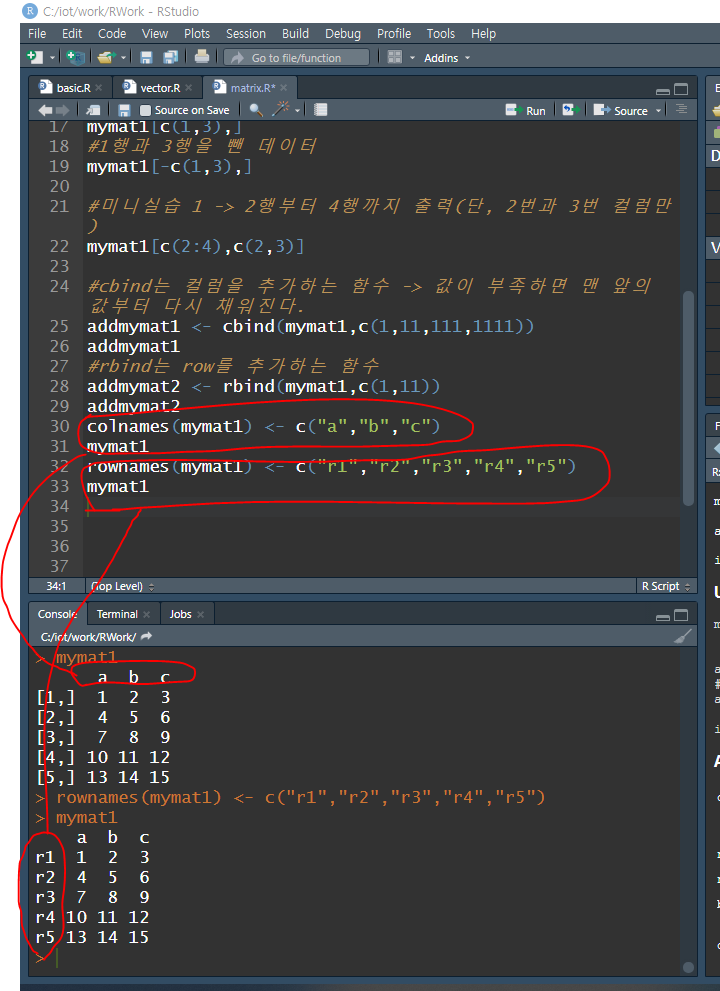 C:/iot/work/RWork - RStudio
File Edit Code View Plots Session Build Debug Profile Tools Help
Go to file/function Addins
basic.R vector.R matrix.R*
Source on Save Run Source
17 mymat1[c(1,3),]
18 #1행과 3행을 뺀 데이터
19 mymat1[-c(1,3),]
20
21 #미니실습 1 -> 2행부터 4행까지 출력(단, 2번과 3번 컬럼만
)
22 mymat1[c(2:4),c(2,3)]
23
24 #cbind는 컬럼을 추가하는 함수 -> 값이 부족하면 맨 앞의
값부터 다시 채워진다.
25 addmymat1 <- cbind(mymat1,c(1,11,111,1111))
26 addmymat1
27 #rbind는 row를 추가하는 함수
28 addmymat2 <- rbind(mymat1,c(1,11))
29 addmymat2
30 colnames(mymat1) <- c("a","b","c")
31 mymat1
32 rownames(mymat1) <- c("r1","r2","r3","r4","r5")
33 mymat1
34
35
36
37
34:1 (Top Level) R Script
Console Terminal Jobs
C:/iot/work/RWork/
> mymat1
a b c
[1,] 1 2 3
[2,] 4 5 6
[3,] 7 8 9
[4,] 10 11 12
[5,] 13 14 15
> rownames(mymat1) <- c("r1","r2","r3","r4","r5")
> mymat1
a b c
r1 1 2 3
r2 4 5 6
r3 7 8 9
r4 10 11 12
r5 13 14 15
>